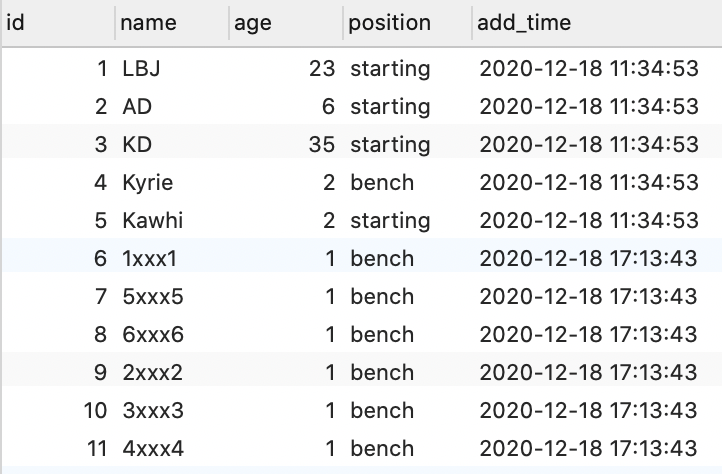 id name age position add_time
1 LBJ 23 starting 2020-12-18 11:34:53
2 AD 6 starting 2020-12-18 11:34:53
3 KD 35 starting 2020-12-18 11:34:53
4 Kyrie 2 bench 2020-12-18 11:34:53
5 Kawhi 2 starting 2020-12-18 11:34:53
6 1xxx1 1 bench 2020-12-18 17:13:43
7 5xxx5 1 bench 2020-12-18 17:13:43
8 6xxx6 1 bench 2020-12-18 17:13:43
9 2xxx2 1 bench 2020-12-18 17:13:43
10 3xxx3 1 bench 2020-12-18 17:13:43
11 4xxx4 1 bench 2020-12-18 17:13:43